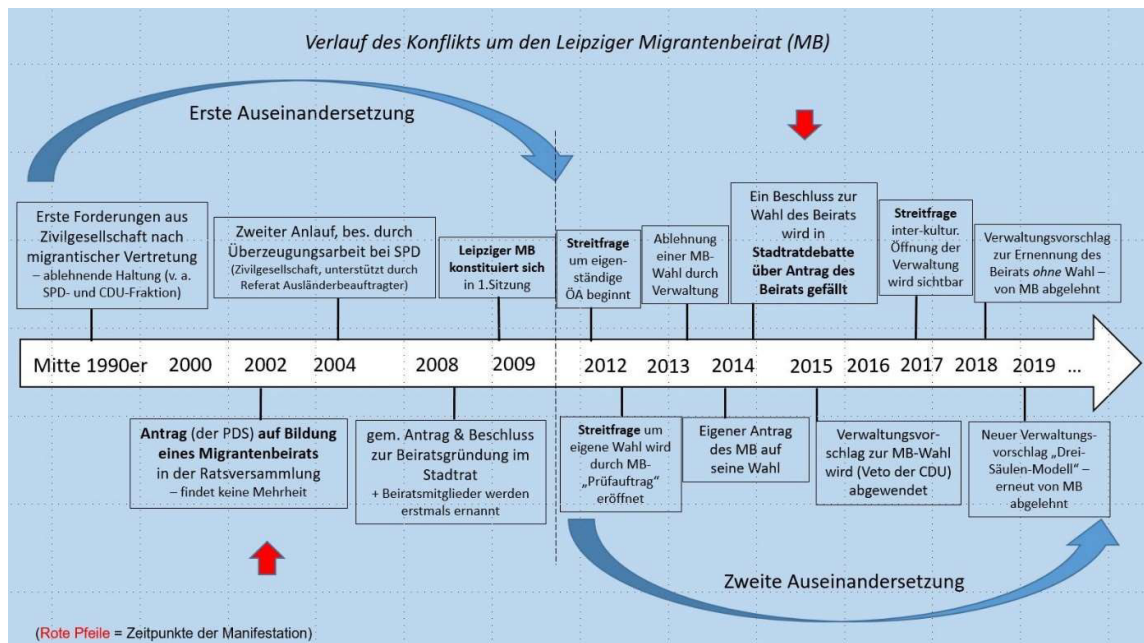 Verlauf des Konflikts um den Leipziger Migrantenbeirat (MB)
Erste Auseinandersetzung
Erste Forderungen aus
Zivilgesellschaft nach
migrantischer Vertretung
– ablehnende Haltung (v. a.
SPD- und CDU-Fraktion)
Zweiter Anlauf, bes. durch
Überzeugungsarbeit bei SPD
(Zivilgesellschaft, unterstützt durch
Referat Ausländerbeauftragter)
Leipziger MB
konstituiert sich
in 1.Sitzung
Streitfrage
um eigen-
ständige
ÖA beginnt
Ablehnung
einer MB-
Wahl durch
Verwaltung
Ein Beschluss zur
Wahl des Beirats
wird in
Stadtratdebatte
über Antrag des
Beirats gefällt
Streitfrage
inter-kultur.
Öffnung der
Verwaltung
wird sichtbar
Verwaltungsvorschlag
zur Ernennung des
Beirats ohne Wahl –
von MB abgelehnt
Mitte 1990er 2000 2002 2004 2008 2009 2012 2013 2014 2015 2016 2017 2018 2019 ...
Antrag (der PDS) auf Bildung
eines Migrantenbeirats
in der Ratsversammlung
– findet keine Mehrheit
gem. Antrag & Beschluss
zur Beiratsgründung im
Stadtrat
+ Beiratsmitglieder werden
erstmals ernannt
Streitfrage um
eigene Wahl wird
durch MB-
„Prüfauftrag“
eröffnet
Eigener Antrag
des MB auf
seine Wahl
Verwaltungsvor-
schlag zur MB-Wahl
wird (Veto der CDU)
abgewendet
Neuer Verwaltungs-
vorschlag „Drei-
Säulen-Modell“ –
erneut von MB
abgelehnt
Zweite Auseinandersetzung
(Rote Pfeile = Zeitpunkte der Manifestation)